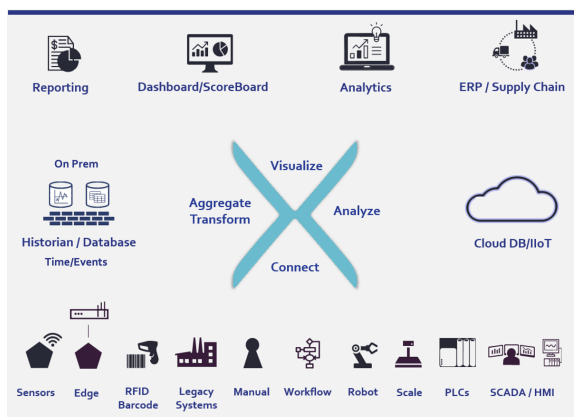 Reporting
Dashboard/ScoreBoard
Analytics
ERP / Supply Chain
On Prem
Visualize
Aggregate
Transform
Analyze
Historian / Database
Time/Events
Cloud DB/IIoT
Connect
Sensors
Edge
RFID
Barcode
Legacy
Systems
Manual
Workflow
Robot
Scale
PLCs
SCADA / HMI